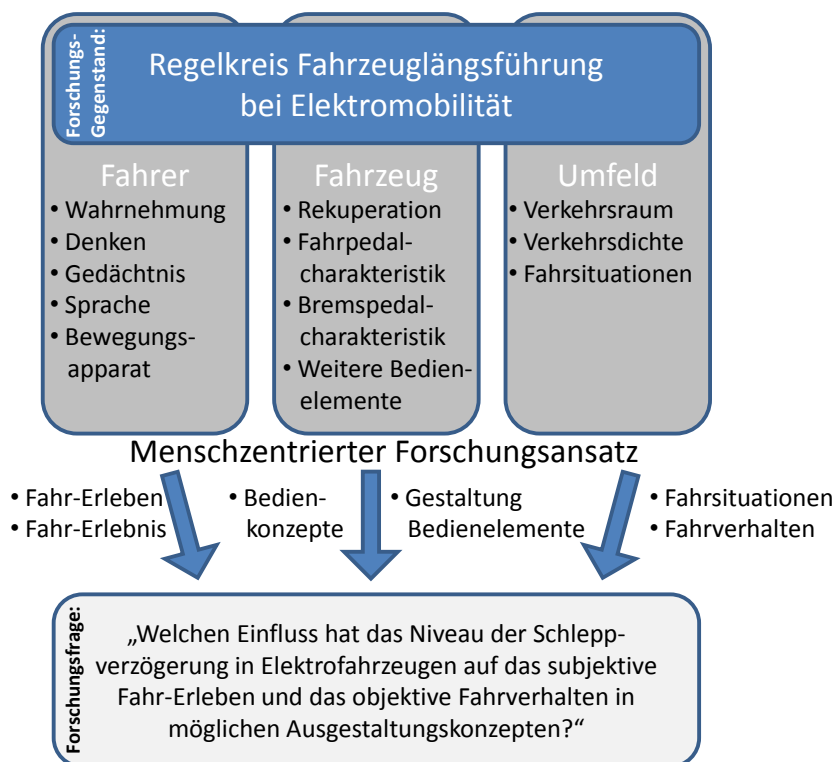 Forschungs-
Gegenstand:
Regelkreis Fahrzeuglängsführung
bei Elektromobilität
Fahrer
• Wahrnehmung
• Denken
• Gedächtnis
• Sprache
• Bewegungs-
apparat
Fahrzeug
• Rekuperation
• Fahrpedal-
charakteristik
• Bremspedal-
charakteristik
• Weitere Bedien-
elemente
Umfeld
• Verkehrsraum
• Verkehrsdichte
• Fahrsituationen
Menschzentrierter Forschungsansatz
• Fahr-Erleben
• Fahr-Erlebnis
• Bedien-
konzepte
• Gestaltung
Bedienelemente
• Fahrsituationen
• Fahrverhalten
Forschungsfrage:
„Welchen Einfluss hat das Niveau der Schlepp-
verzögerung in Elektrofahrzeugen auf das subjektive
Fahr-Erleben und das objektive Fahrverhalten in
möglichen Ausgestaltungskonzepten?“